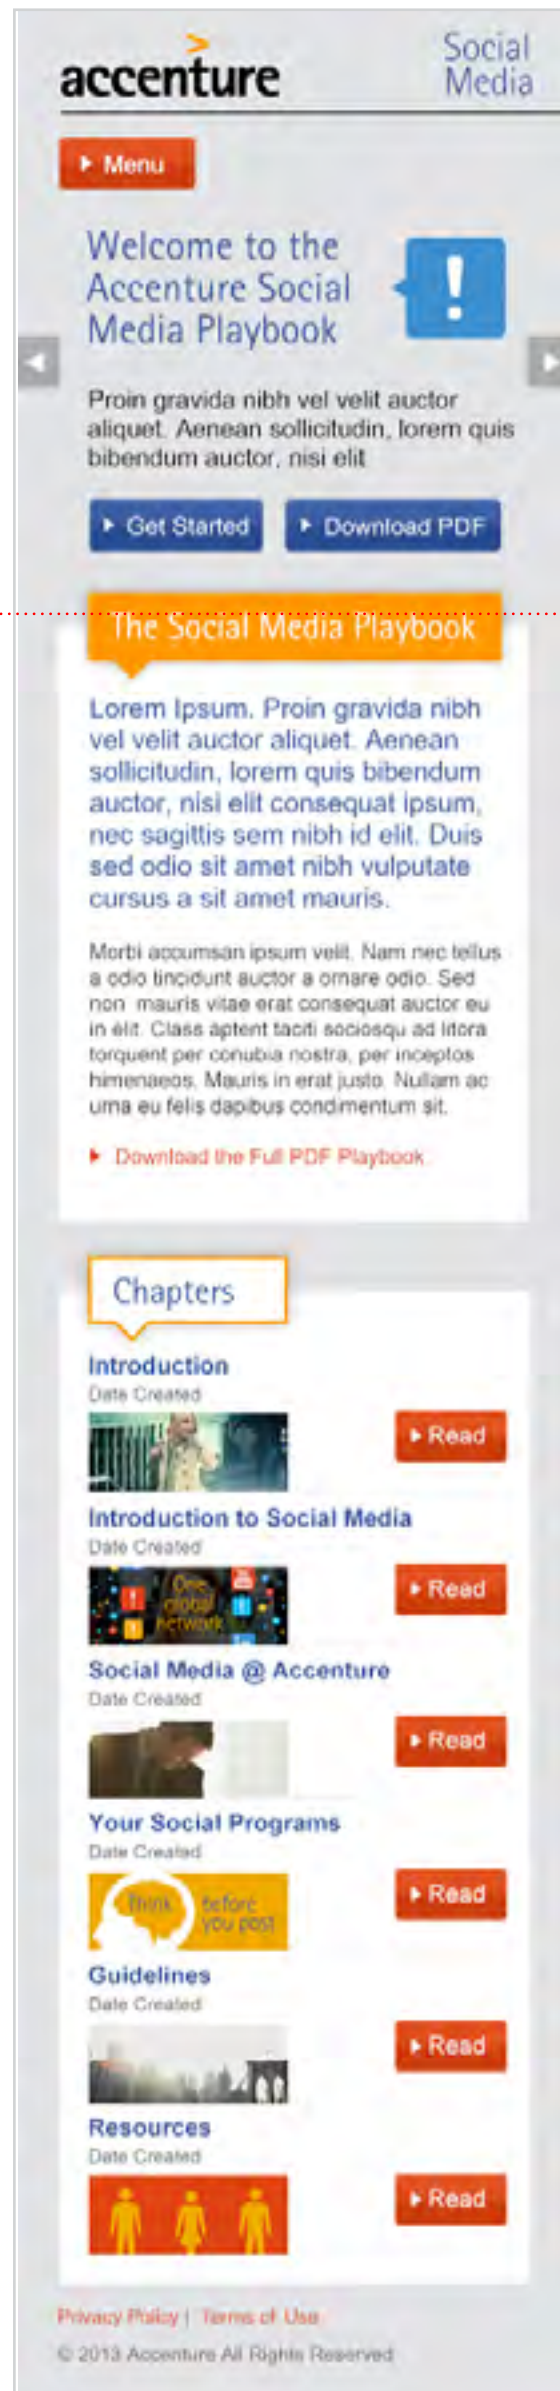 accenture
Social
Media
Menu
Welcome to the
Accenture Social
Media Playbook
!
Proin gravida nibh vel velit auctor
aliquet. Aenean sollicitudin, lorem quis
bibendum auctor, nisi elit
Get Started
Download PDF
The Social Media Playbook
Lorem Ipsum. Proin gravida nibh
vel velit auctor aliquet. Aenean
sollicitudin, lorem quis bibendum
auctor, nisi elit consequat ipsum,
nec sagittis sem nibh id elit. Duis
sed odio sit amet nibh vulputate
cursus a sit amet mauris.
Morbi accumsan ipsum velit. Nam nec tellus
a odio tincidunt auctor a ornare odio. Sed
non mauris vitae erat consequat auctor eu
in elit. Class aptent taciti sociosqu ad litora
torquent per conubia nostra, per inceptos
himenaeos. Mauris in erat justo. Nullam ac
urna eu felis dapibus condimentum sit.
Download the Full PDF Playbook
Chapters
Introduction
Date Created
Read
Introduction to Social Media
Date Created
One
global
network
Read
Social Media @ Accenture
Date Created
Read
Your Social Programs
Date Created
Think before
you post
Read
Guidelines
Date Created
Read
Resources
Date Created
Read
Privacy Policy | Terms of Use
© 2013 Accenture All Rights Reserved